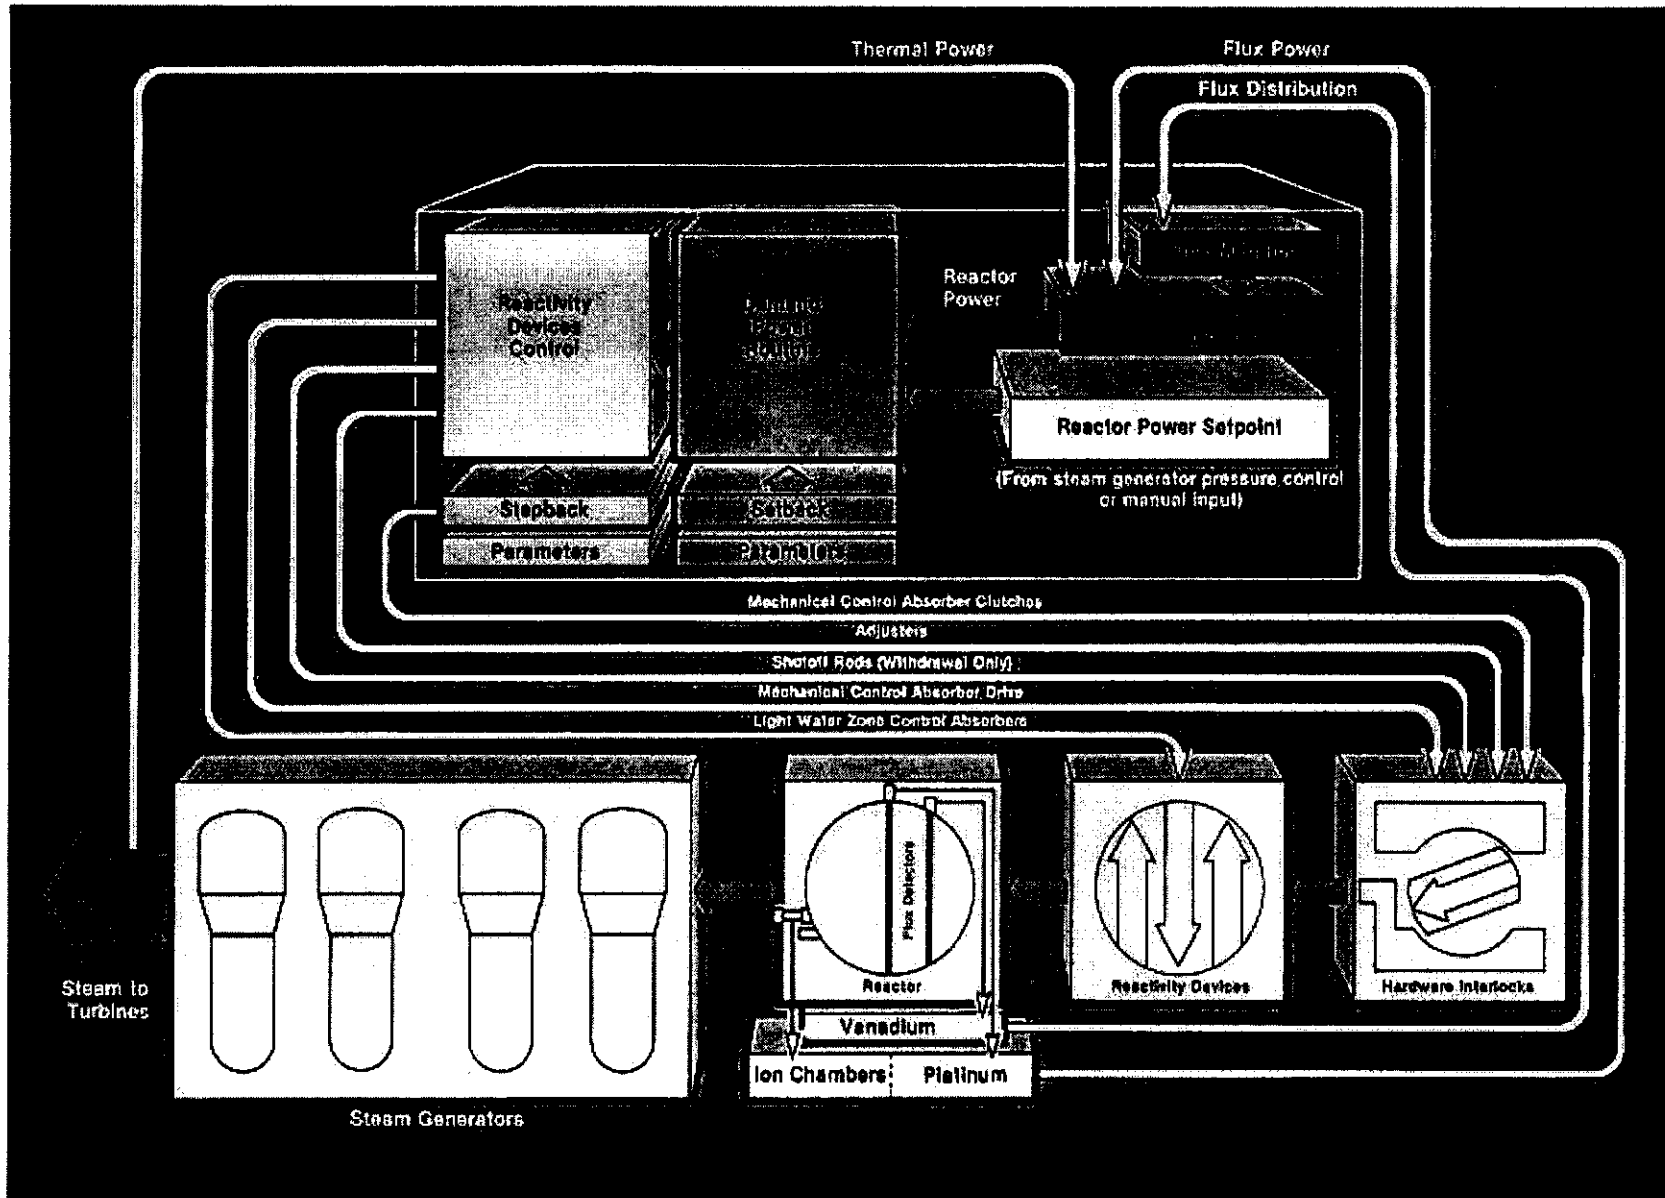 Thermal Power
Flux Power
Flux Distribution
Reactor
Power
Reactivity
Devices
Control
Power
Reactor Power Setpoint
(From steam generator pressure control
or manual input)
Stepback
Setback
Parameters
Parameters
Mechanical Control Absorber Clutches
Adjusters
Shutoff Rods (Withdrawal Only)
Mechanical Control Absorber Drive
Light Water Zone Control Absorbers
Flux Detectors
Reactor
Reactivity Devices
Hardware Interlocks
Steam to
Turbines
Vanadium
Ion Chambers
Platinum
Steam Generators